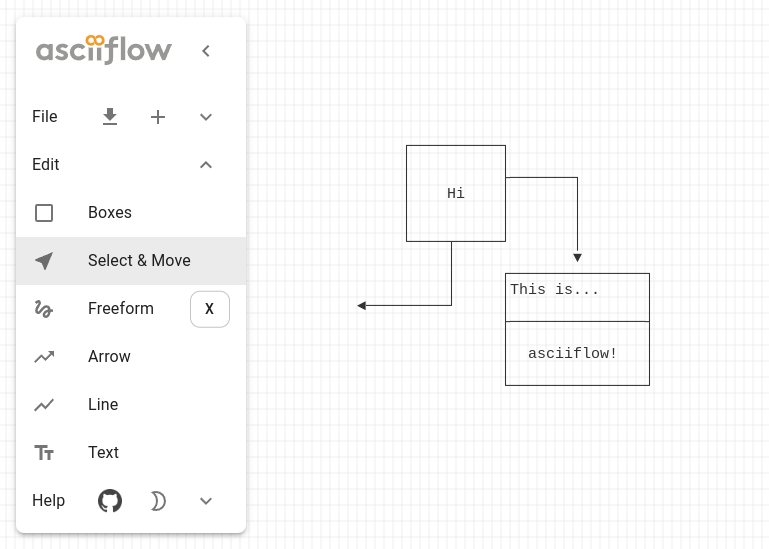 asciiflow
File
Edit
Boxes
Select & Move
Freeform X
Arrow
Line
Text
Help
Hi
This is...
asciiflow!